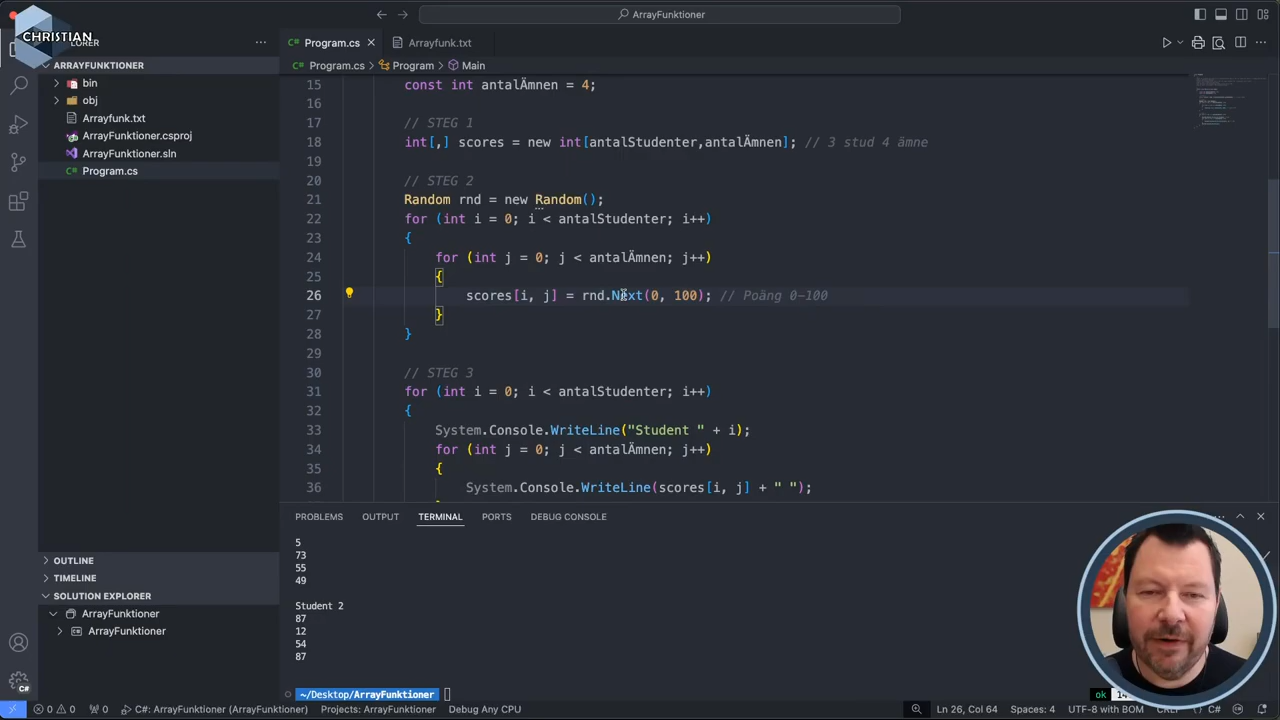 CHRISTIAN
LORER
ArrayFunktioner
ARRAYFUNKTIONER
bin
obj
Arrayfunk.txt
ArrayFunktioner.csproj
ArrayFunktioner.sln
Program.cs
OUTLINE
TIMELINE
SOLUTION EXPLORER
ArrayFunktioner
ArrayFunktioner
Program.cs
Arrayfunk.txt
Program.cs > Program > Main
15 const int antalÄmnen = 4;
16
17 // STEG 1
18 int[,] scores = new int[antalStudenter,antalÄmnen]; // 3 stud 4 ämne
19
20 // STEG 2
21 Random rnd = new Random();
22 for (int i = 0; i < antalStudenter; i++)
23 {
24 for (int j = 0; j < antalÄmnen; j++)
25 {
26 scores[i, j] = rnd.Next(0, 100); // Poäng 0-100
27 }
28 }
29
30 // STEG 3
31 for (int i = 0; i < antalStudenter; i++)
32 {
33 System.Console.WriteLine("Student " + i);
34 for (int j = 0; j < antalÄmnen; j++)
35 {
36 System.Console.WriteLine(scores[i, j] + " ");
PROBLEMS OUTPUT TERMINAL PORTS DEBUG CONSOLE
5
73
55
49
Student 2
87
12
54
87
~/Desktop/ArrayFunktioner
ok
C#
0 0 0 C#: ArrayFunktioner (ArrayFunktioner) Projects: ArrayFunktioner Debug Any CPU
Ln 26, Col 64 Spaces: 4 UTF-8 with BOM CRLF C#